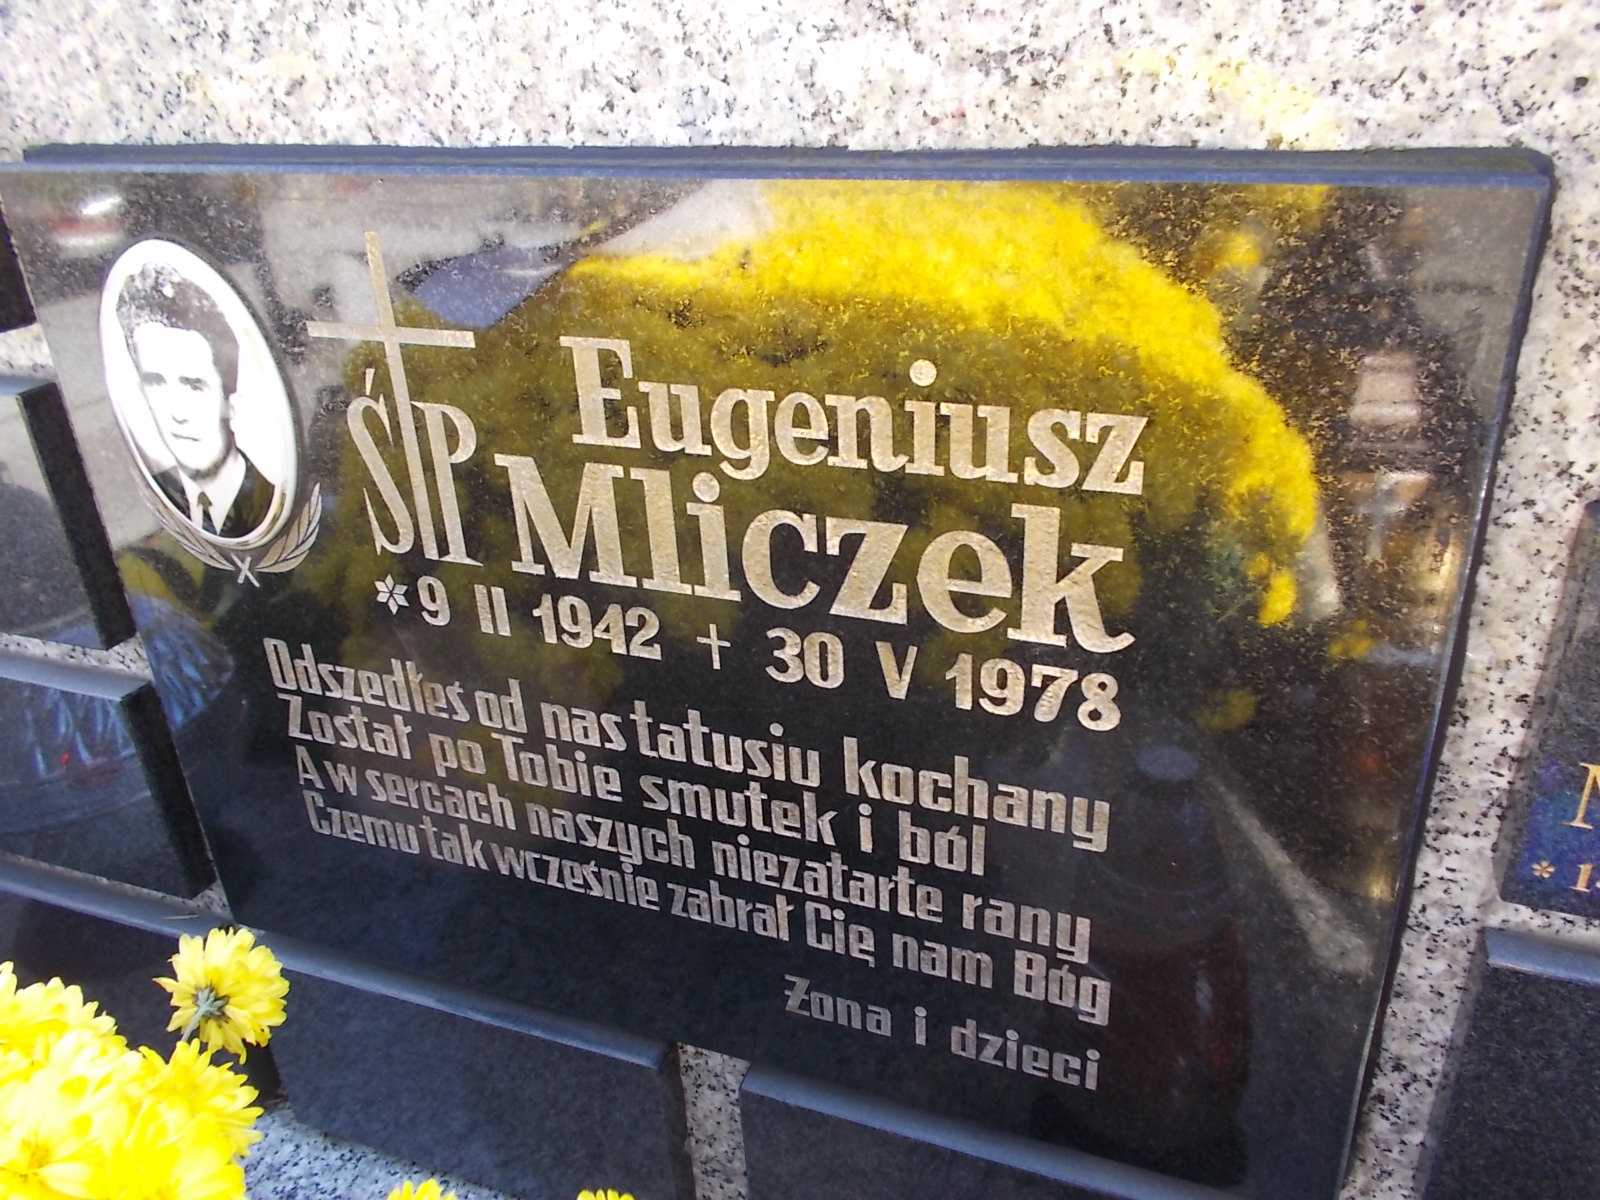 ŚP Eugeniusz
Mliczek
* 9 II 1942 + 30 V 1978
Odszedłeś od nas tatusiu kochany
Został po Tobie smutek i ból
A w sercach naszych niezatarte rany
Czemu tak wcześnie zabrał Cię nam Bóg
Żona i dzieci